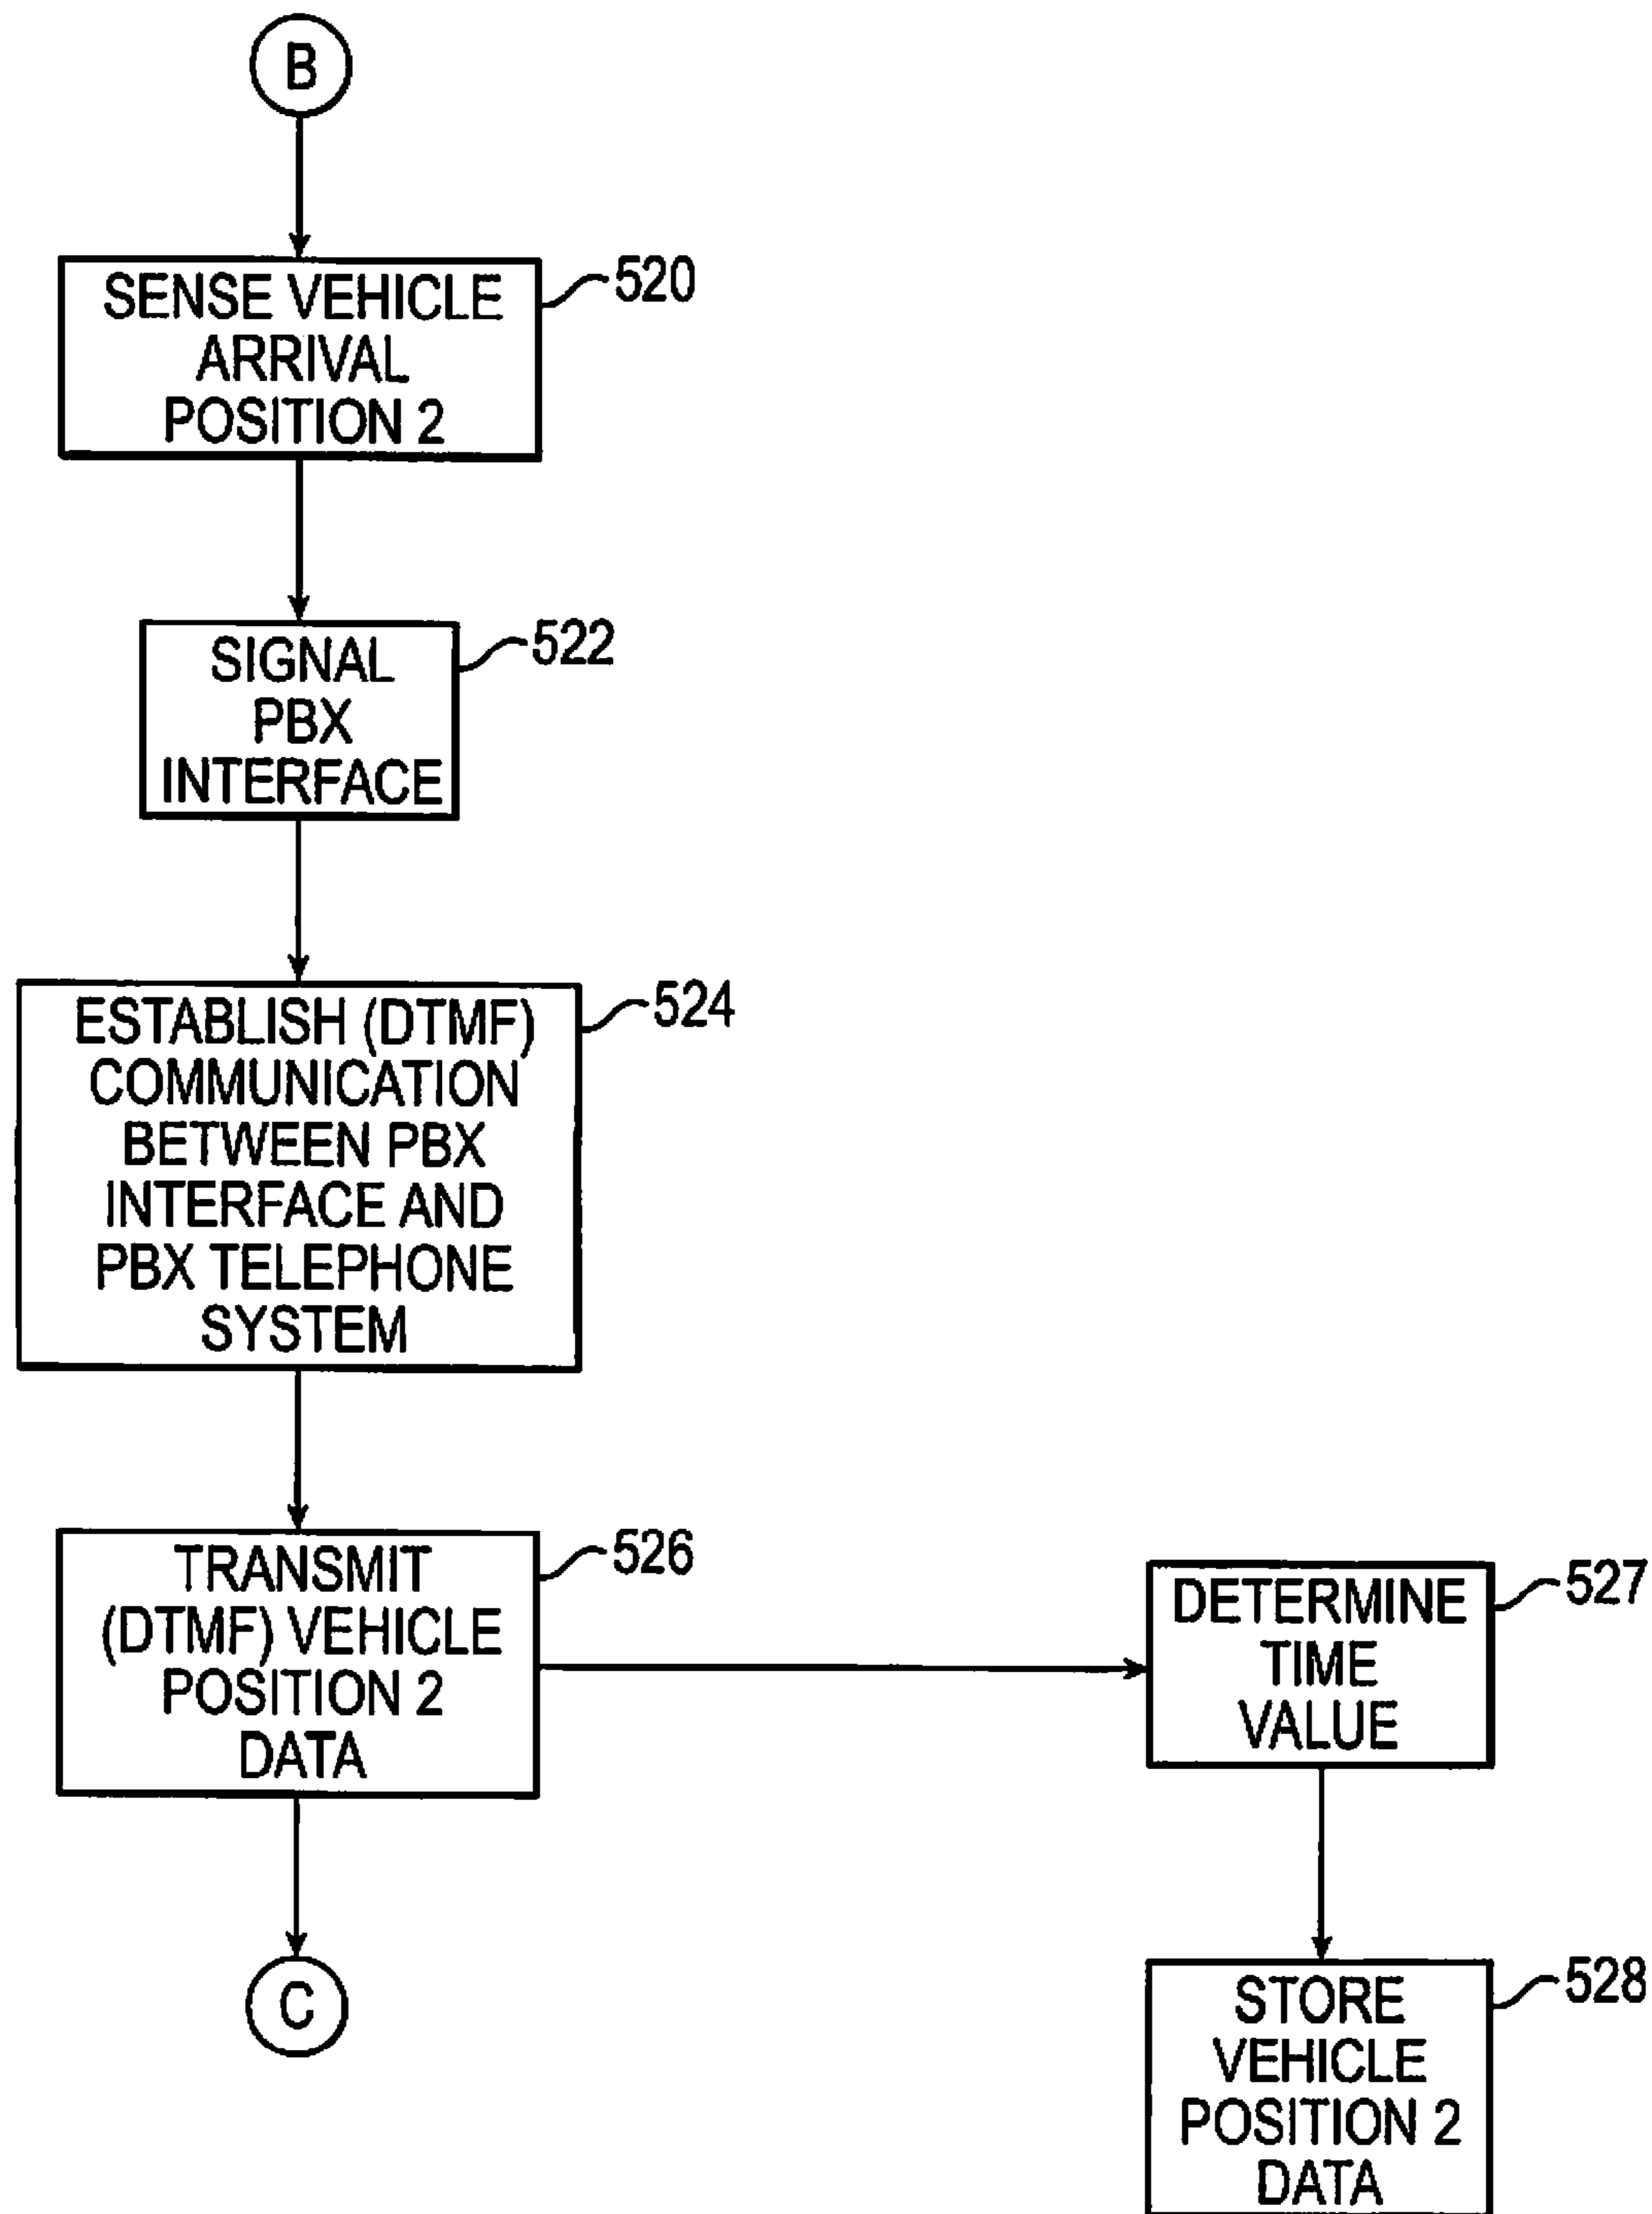 B
SENSE VEHICLE
ARRIVAL
POSITION 2
520
SIGNAL
PBX
INTERFACE
522
ESTABLISH (DTMF)
COMMUNICATION
BETWEEN PBX
INTERFACE AND
PBX TELEPHONE
SYSTEM
524
TRANSMIT
(DTMF) VEHICLE
POSITION 2
DATA
526
DETERMINE
TIME
VALUE
527
C
STORE
VEHICLE
POSITION 2
DATA
528